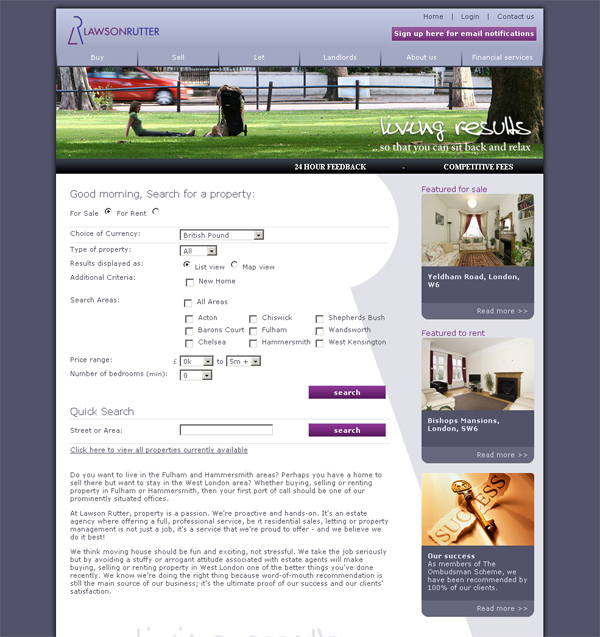 Home | Login | Contact us
LAWSONRUTTER
Sign up here for email notifications
Buy Sell Let Landlords About us Financial services
living results
... so that you can sit back and relax
24 HOUR FEEDBACK - COMPETITIVE FEES
Good morning, Search for a property:
For Sale For Rent
Choice of Currency: British Pound
Type of property: All
Results displayed as: List view Map view
Additional Criteria: New Home
Search Areas: All Areas
Acton Chiswick Shepherds Bush
Barons Court Fulham Wandsworth
Chelsea Hammersmith West Kensington
Price range: £ 0k to 5m +
Number of bedrooms (min): 0
search
Quick Search
Street or Area: search
Click here to view all properties currently available
Do you want to live in the Fulham and Hammersmith areas? Perhaps you have a home to
sell there but want to stay in the West London area? Whether buying, selling or renting
property in Fulham or Hammersmith, then your first port of call should be one of our
prominently situated offices.
At Lawson Rutter, property is a passion. We're proactive and hands-on. It's an estate
agency where offering a full, professional service, be it residential sales, letting or property
management is not just a job, it's a service that we're proud to offer - and we believe we
do it best!
We think moving house should be fun and exciting, not stressful. We take the job seriously
but by avoiding a stuffy or arrogant attitude associated with estate agents will make
buying, selling or renting property in West London one of the better things you've done
recently. We know we're doing the right thing because word-of-mouth recommendation is
still the main source of our business; it's the ultimate proof of our success and our clients'
satisfaction.
living results
Featured for sale
Yeldham Road, London,
W6
Read more >>
Featured to rent
Bishops Mansions,
London, SW6
Read more >>
SUCCESS
Our success
As members of The
Ombudsman Scheme, we
have been recommended by
100% of our clients.
Read more >>